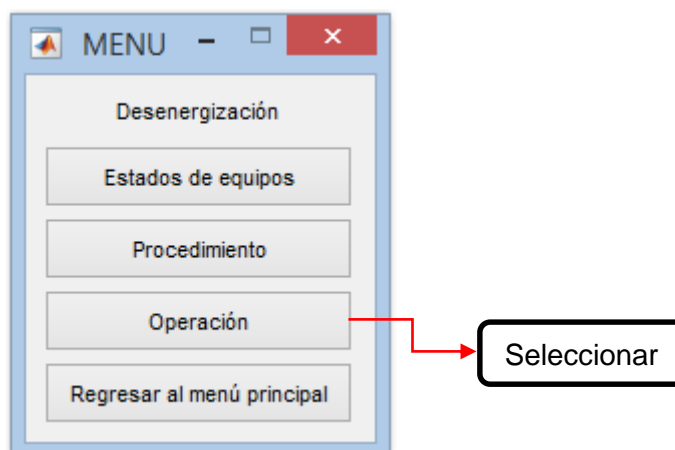 MENU
Desenergización
Estados de equipos
Procedimiento
Operación
Seleccionar
Regresar al menú principal